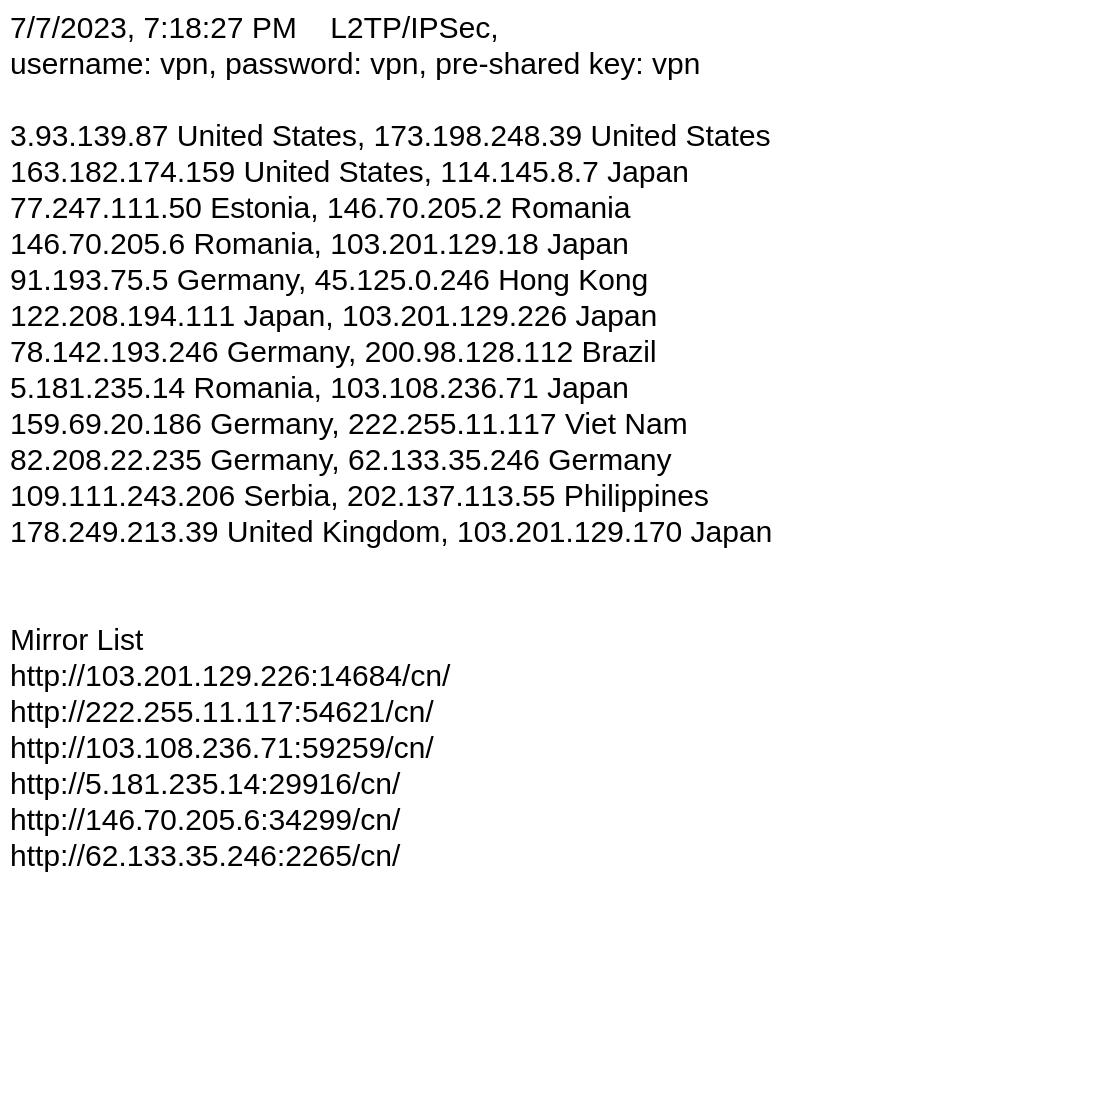 7/7/2023, 7:18:27 PM    L2TP/IPSec,
username: vpn, password: vpn, pre-shared key: vpn
3.93.139.87 United States, 173.198.248.39 United States
163.182.174.159 United States, 114.145.8.7 Japan
77.247.111.50 Estonia, 146.70.205.2 Romania
146.70.205.6 Romania, 103.201.129.18 Japan
91.193.75.5 Germany, 45.125.0.246 Hong Kong
122.208.194.111 Japan, 103.201.129.226 Japan
78.142.193.246 Germany, 200.98.128.112 Brazil
5.181.235.14 Romania, 103.108.236.71 Japan
159.69.20.186 Germany, 222.255.11.117 Viet Nam
82.208.22.235 Germany, 62.133.35.246 Germany
109.111.243.206 Serbia, 202.137.113.55 Philippines
178.249.213.39 United Kingdom, 103.201.129.170 Japan
Mirror List
http://103.201.129.226:14684/cn/
http://222.255.11.117:54621/cn/
http://103.108.236.71:59259/cn/
http://5.181.235.14:29916/cn/
http://146.70.205.6:34299/cn/
http://62.133.35.246:2265/cn/